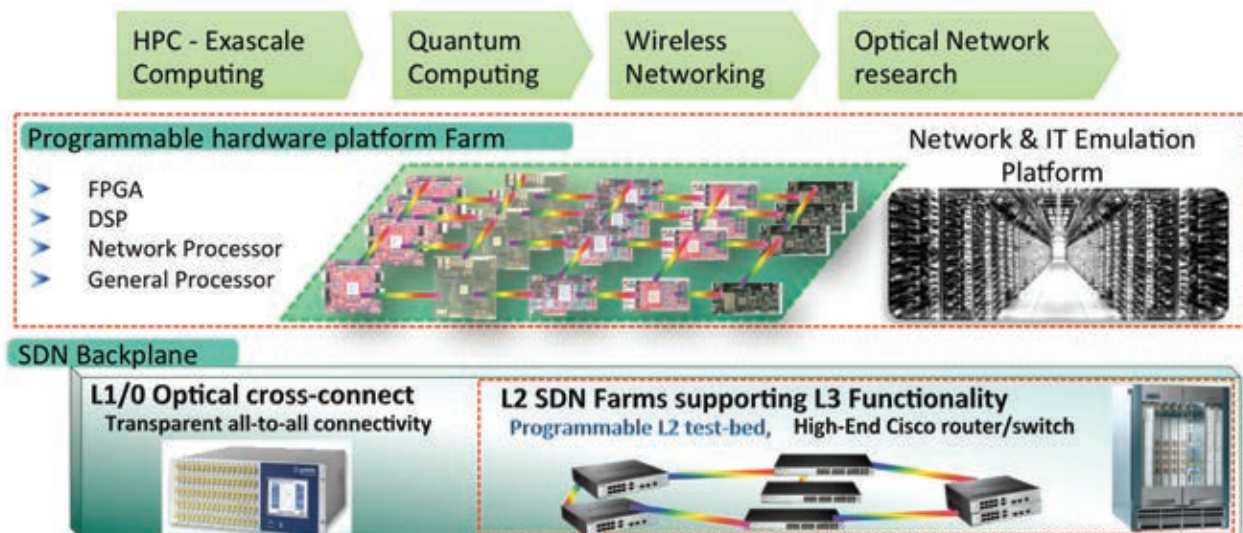 HPC - Exascale
Computing
Quantum
Computing
Wireless
Networking
Optical Network
research
Programmable hardware platform Farm
FPGA
DSP
Network Processor
General Processor
Network & IT Emulation
Platform
SDN Backplane
L1/0 Optical cross-connect
Transparent all-to-all connectivity
L2 SDN Farms supporting L3 Functionality
Programmable L2 test-bed, High-End Cisco router/switch